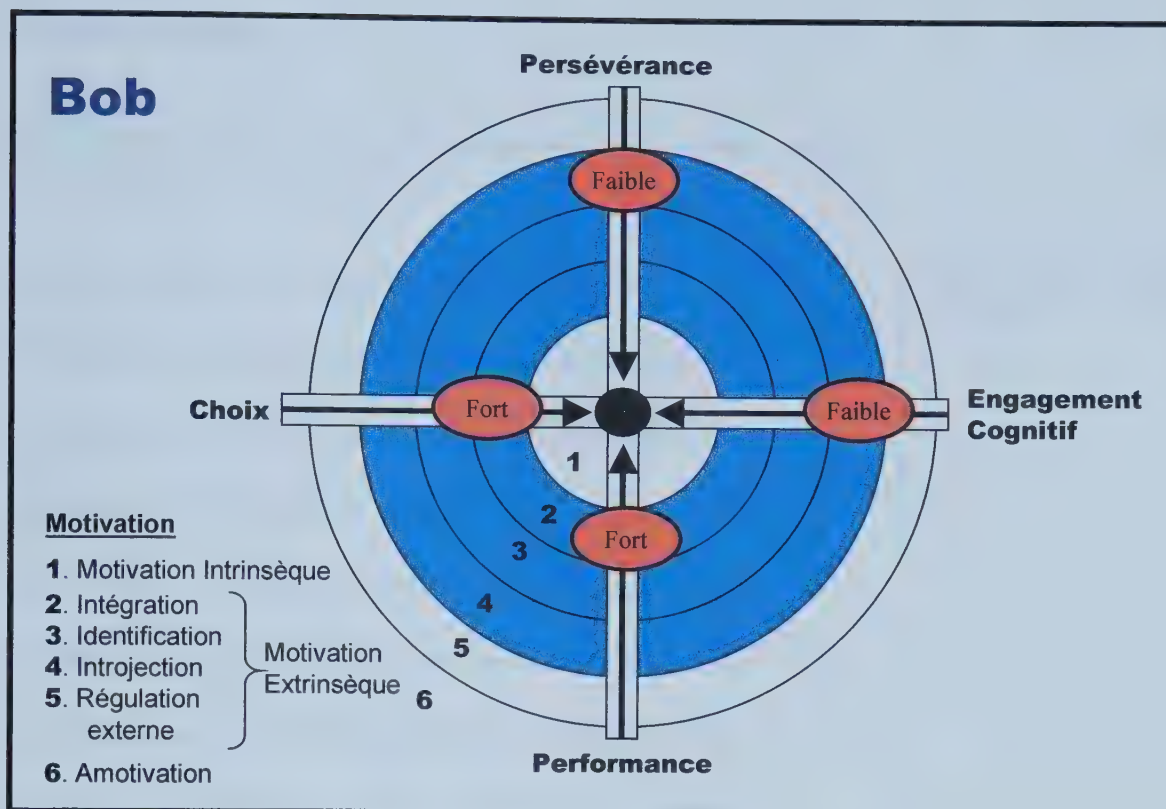 Bob
Persévérance
Faible
Choix
Fort
Faible
Engagement
Cognitif
1
2
Fort
3
4
5
6
Motivation
1. Motivation Intrinsèque
2. Intégration
3. Identification
4. Introjection
5. Régulation
externe
Motivation
Extrinsèque
6. Amotivation
Performance